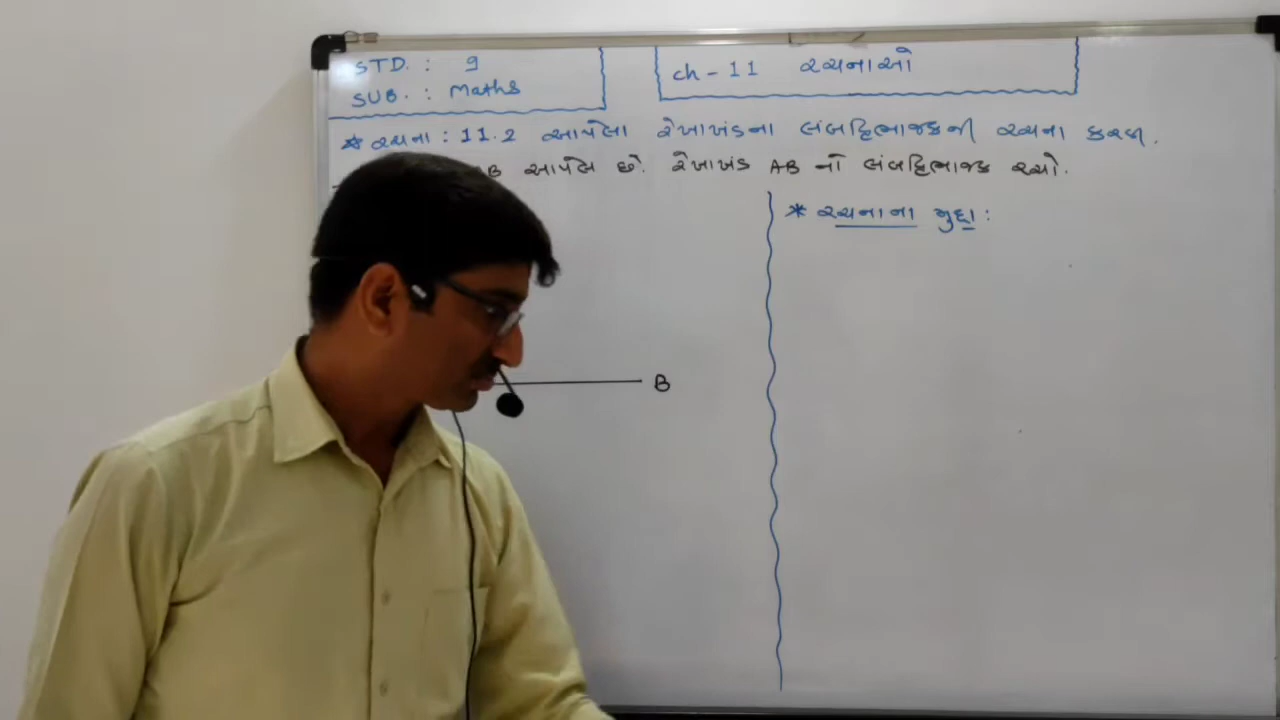 STD. : 9
SUB. : Maths
ch - 11 રચનાઓ
* રચના : 11.2 આપેલા રેખાખંડના લંબદ્વિભાજકની રચના કરવી.
B આપેલ છે. રેખાખંડ AB નો લંબદ્વિભાજક રચો.
* રચનાના મુદ્દા :
B